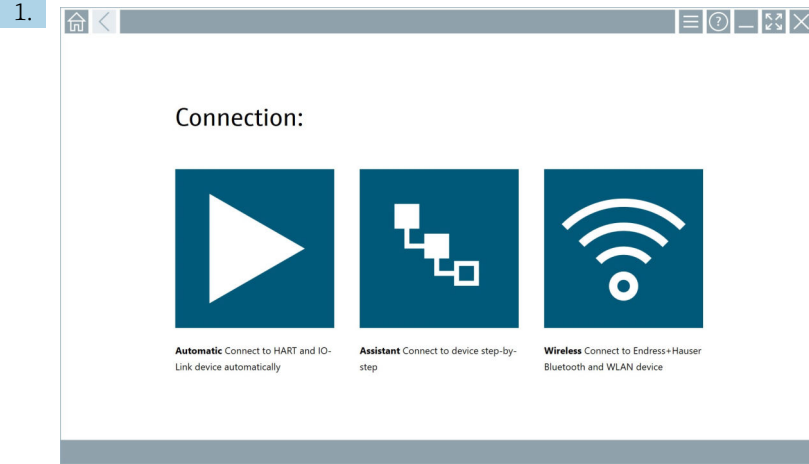 1.
Connection:
Automatic Connect to HART and IO-
Link device automatically
Assistant Connect to device step-by-
step
Wireless Connect to Endress+Hauser
Bluetooth and WLAN device